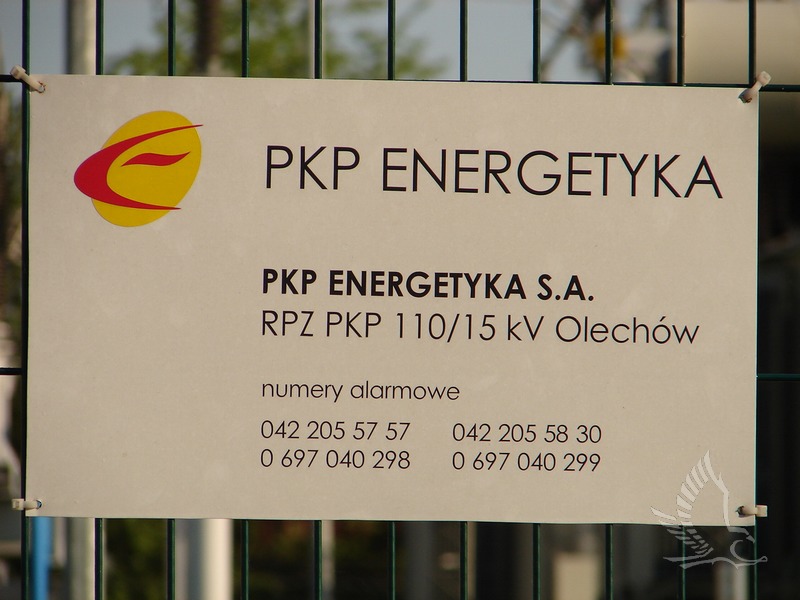 PKP ENERGETYKA
PKP ENERGETYKA S.A.
RPZ PKP 110/15 kV Olechów
numery alarmowe
042 205 57 57 042 205 58 30
0 697 040 298 0 697 040 299